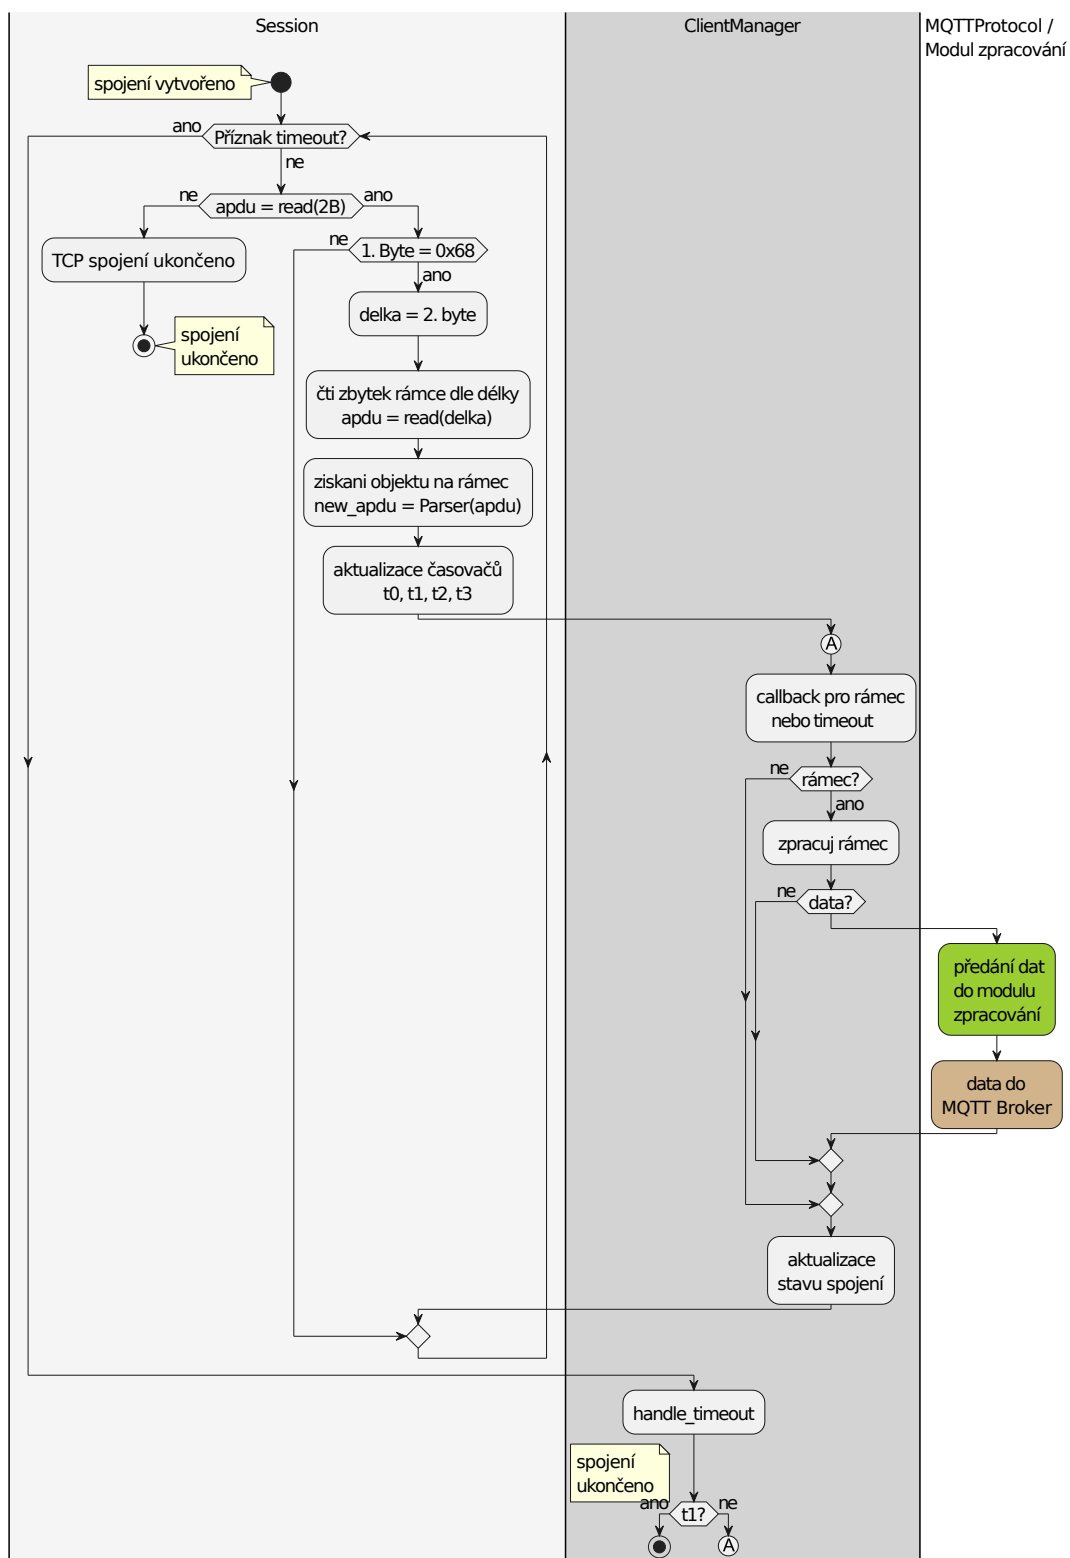 Session
ClientManager
MQTTProtocol /
Modul zpracování
spojení vytvořeno
ano
Příznak timeout?
ne
ne
apdu = read(2B)
ano
TCP spojení ukončeno
spojení
ukončeno
ne
1. Byte = 0x68
ano
delka = 2. byte
čti zbytek rámce dle délky
apdu = read(delka)
ziskani objektu na rámec
new_apdu = Parser(apdu)
aktualizace časovačů
t0, t1, t2, t3
A
callback pro rámec
nebo timeout
ne
rámec?
ano
zpracuj rámec
ne
data?
předání dat
do modulu
zpracování
data do
MQTT Broker
aktualizace
stavu spojení
handle_timeout
spojení
ukončeno
ano
t1?
ne
A